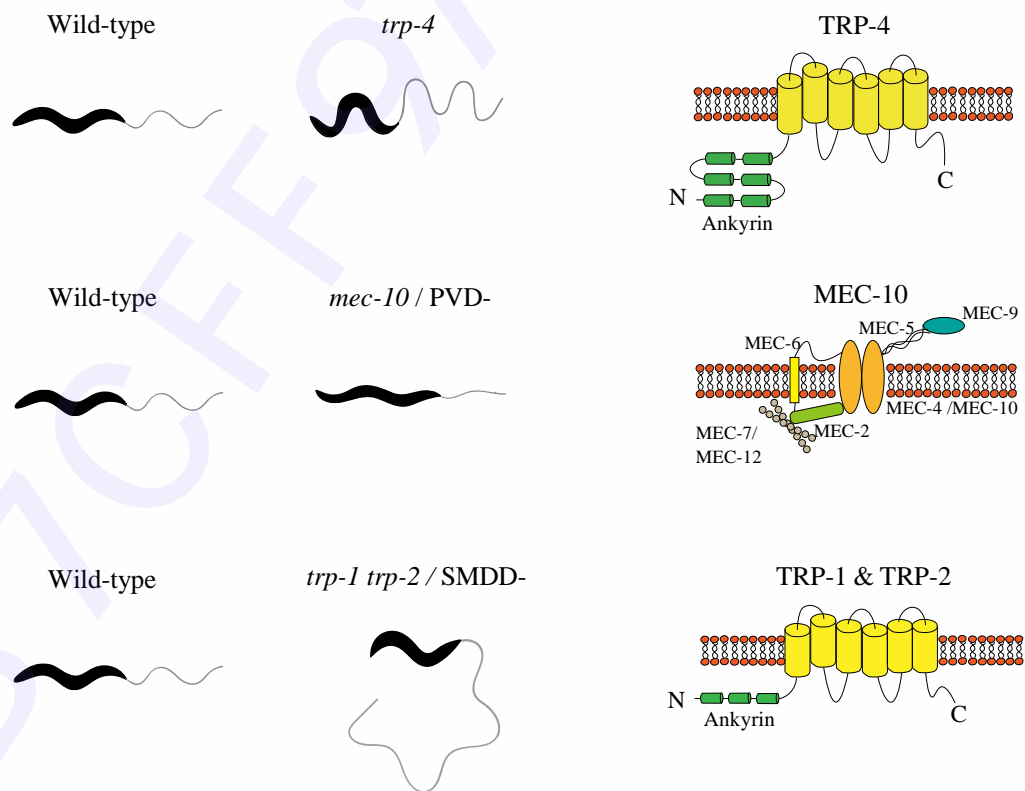 Wild-type
trp-4
TRP-4
N
C
Ankyrin
Wild-type
mec-10 / PVD-
MEC-10
MEC-9
MEC-5
MEC-6
MEC-4 /MEC-10
MEC-2
MEC-7/
MEC-12
Wild-type
trp-1 trp-2 / SMDD-
TRP-1 & TRP-2
N
C
Ankyrin